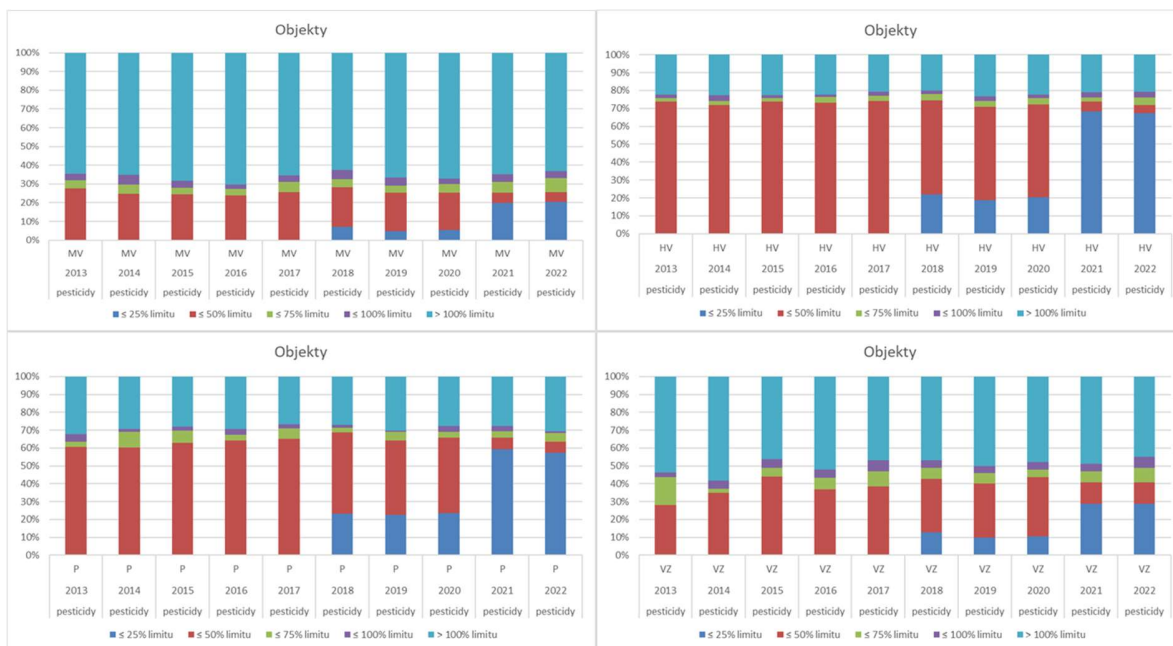 Objekty
100%
90%
80%
70%
60%
50%
40%
30%
20%
10%
0%
MV MV MV MV MV MV MV MV MV MV
2013 2014 2015 2016 2017 2018 2019 2020 2021 2022
pesticidy pesticidy pesticidy pesticidy pesticidy pesticidy pesticidy pesticidy pesticidy pesticidy
≤ 25% limitu ≤ 50% limitu ≤ 75% limitu ≤ 100% limitu > 100% limitu
Objekty
100%
90%
80%
70%
60%
50%
40%
30%
20%
10%
0%
HV HV HV HV HV HV HV HV HV HV
2013 2014 2015 2016 2017 2018 2019 2020 2021 2022
pesticidy pesticidy pesticidy pesticidy pesticidy pesticidy pesticidy pesticidy pesticidy pesticidy
≤ 25% limitu ≤ 50% limitu ≤ 75% limitu ≤ 100% limitu > 100% limitu
Objekty
100%
90%
80%
70%
60%
50%
40%
30%
20%
10%
0%
P P P P P P P P P P
2013 2014 2015 2016 2017 2018 2019 2020 2021 2022
pesticidy pesticidy pesticidy pesticidy pesticidy pesticidy pesticidy pesticidy pesticidy pesticidy
≤ 25% limitu ≤ 50% limitu ≤ 75% limitu ≤ 100% limitu > 100% limitu
Objekty
100%
90%
80%
70%
60%
50%
40%
30%
20%
10%
0%
VZ VZ VZ VZ VZ VZ VZ VZ VZ VZ
2013 2014 2015 2016 2017 2018 2019 2020 2021 2022
pesticidy pesticidy pesticidy pesticidy pesticidy pesticidy pesticidy pesticidy pesticidy pesticidy
≤ 25% limitu ≤ 50% limitu ≤ 75% limitu ≤ 100% limitu > 100% limitu